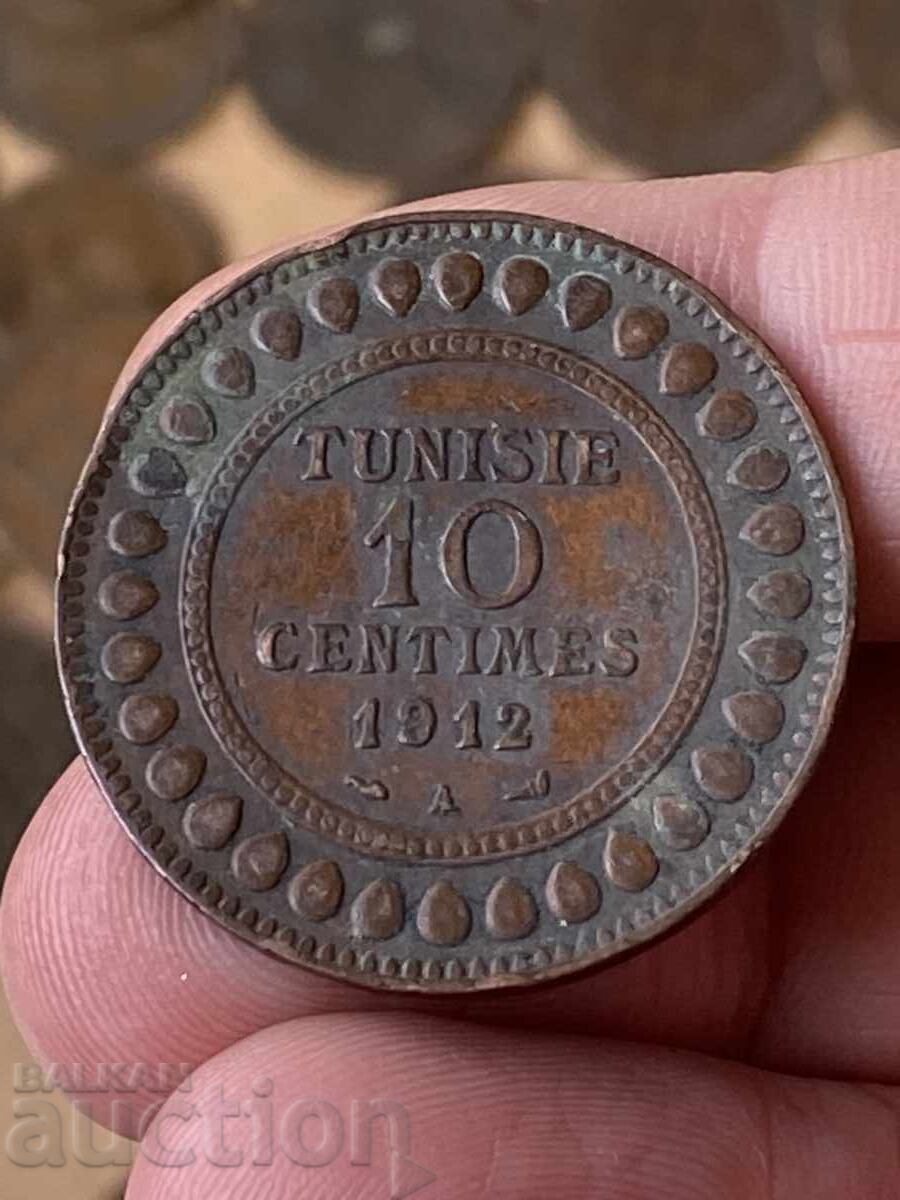 TUNISIE
10
CENTIMES
1912
A
BALKAN
auction